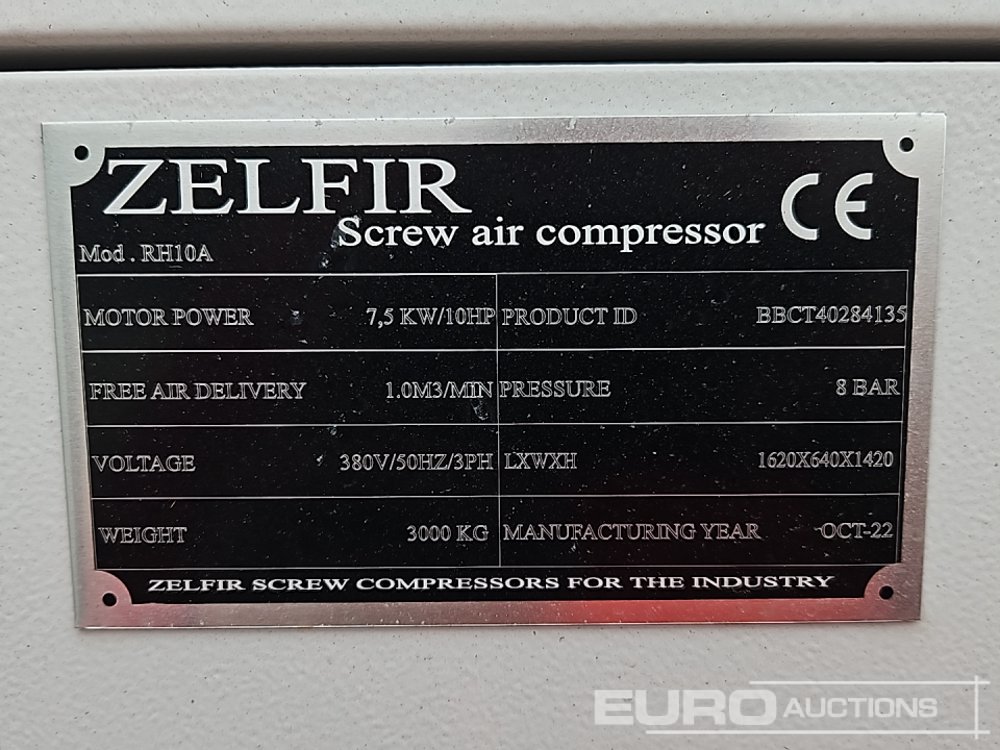 ZELFIR
CE
Screw air compressor
Mod . RH10A
MOTOR POWER 7,5 KW/10HP PRODUCT ID BBCT40284135
FREE AIR DELIVERY 1.0M3/MIN PRESSURE 8 BAR
VOLTAGE 380V/50HZ/3PH LXWXH 1620X640X1420
WEIGHT 3000 KG MANUFACTURING YEAR OCT-22
ZELFIR SCREW COMPRESSORS FOR THE INDUSTRY
EURO AUCTIONS